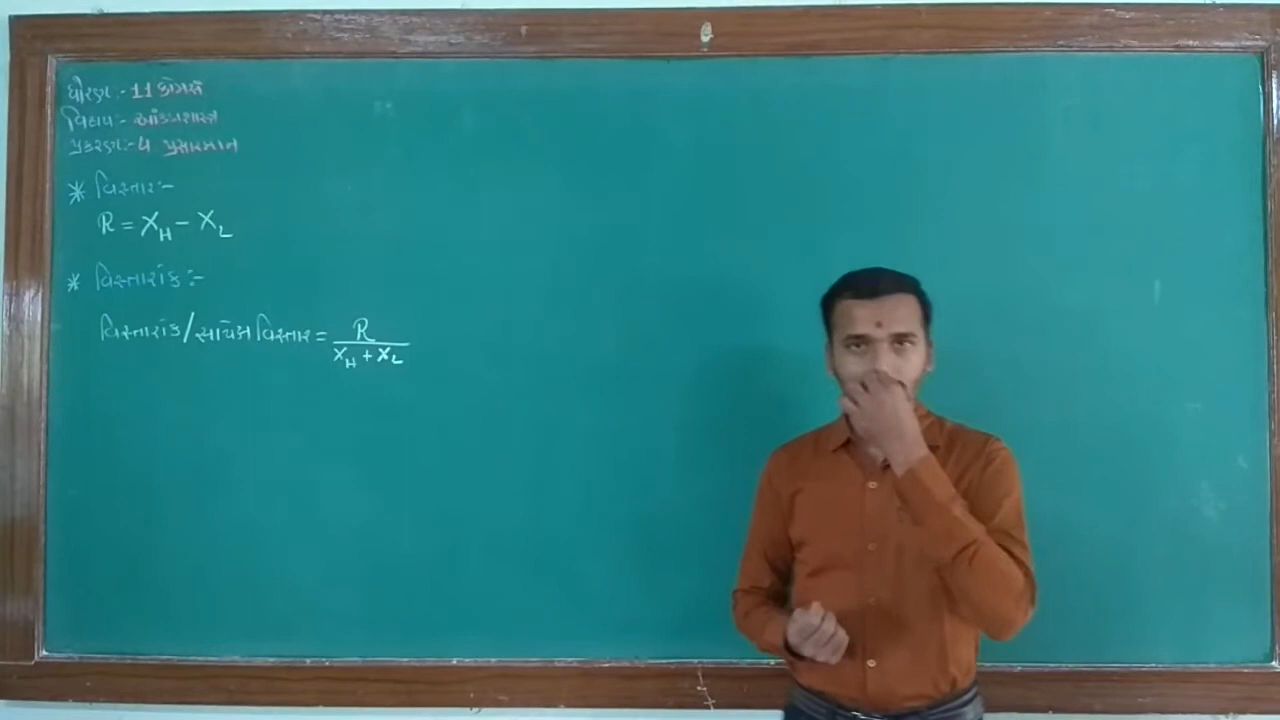 ધોરણ :- 11 કોમર્સ
વિષય :- આંકડાશાસ્ત્ર
પ્રકરણ :- 4 પ્રસારમાન
* વિસ્તાર :-
R = X_H - X_L
* વિસ્તારાંક :-
વિસ્તારાંક / સાપેક્ષ વિસ્તાર = R / (X_H + X_L)